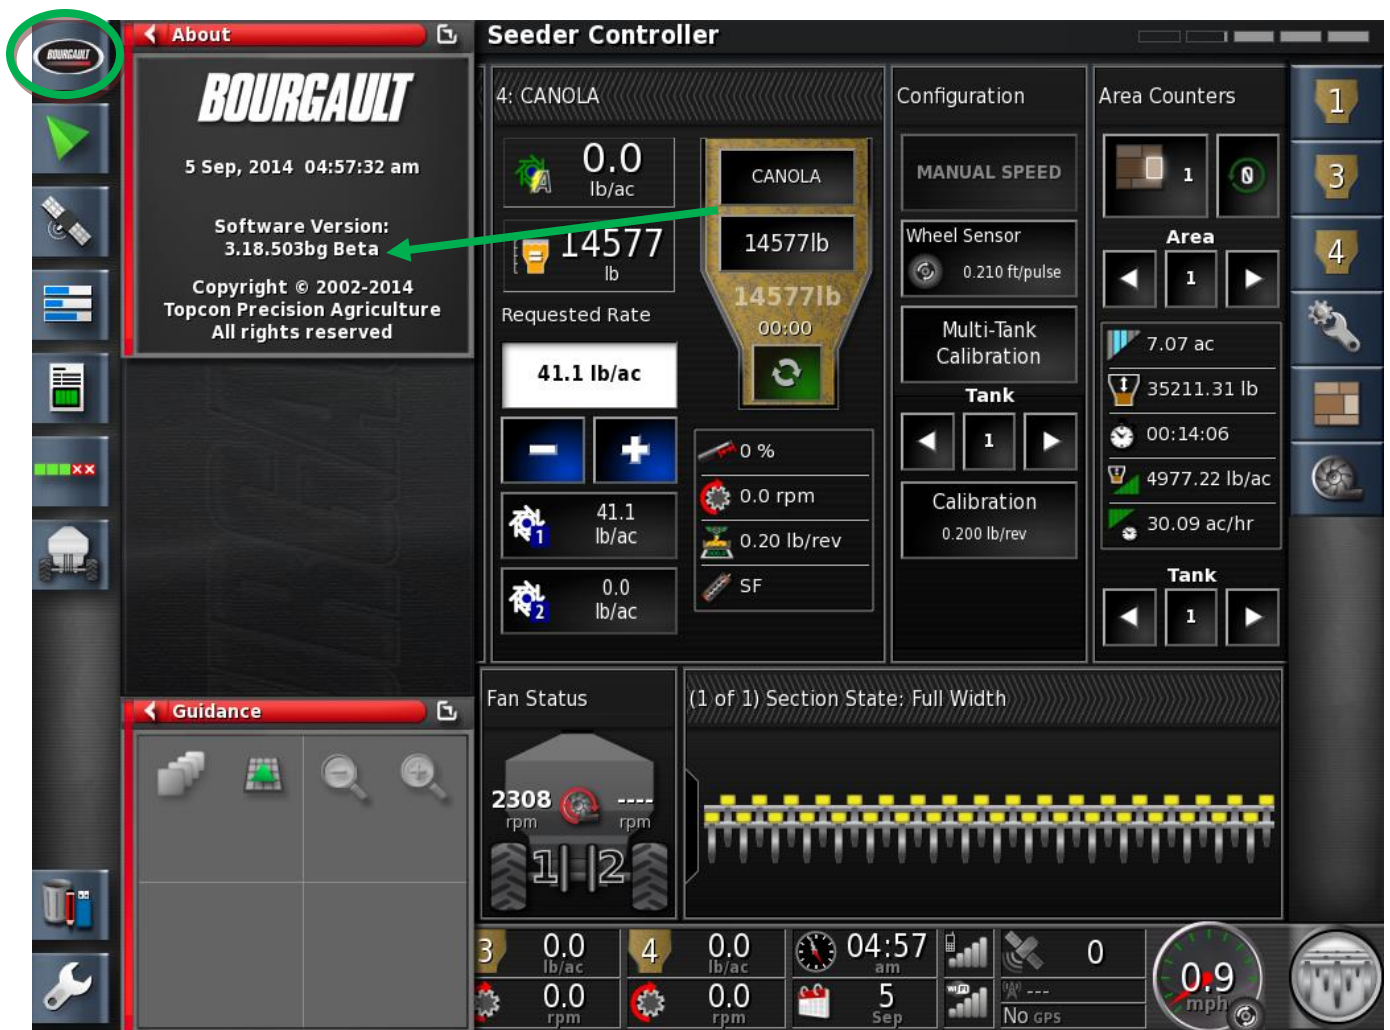 BOURGAULT
About
BOURGAULT
5 Sep, 2014 04:57:32 am
Software Version:
3.18.503bg Beta
Copyright © 2002-2014
Topcon Precision Agriculture
All rights reserved
Guidance
Seeder Controller
4: CANOLA
0.0
lb/ac
A
14577
lb
Requested Rate
41.1 lb/ac
41.1
lb/ac
1
0.0
lb/ac
2
CANOLA
14577lb
14577lb
00:00
0 %
0.0 rpm
0.20 lb/rev
SF
Configuration
MANUAL SPEED
Wheel Sensor
0.210 ft/pulse
Multi-Tank
Calibration
Tank
1
Calibration
0.200 lb/rev
Area Counters
1
0
Area
1
7.07 ac
35211.31 lb
00:14:06
4977.22 lb/ac
30.09 ac/hr
Tank
1
1
3
4
Fan Status
2308
rpm
----
rpm
1 2
(1 of 1) Section State: Full Width
3
0.0
lb/ac
0.0
rpm
4
0.0
lb/ac
0.0
rpm
04:57
am
5
Sep
WiFi
0
---
No GPS
0.9
mph